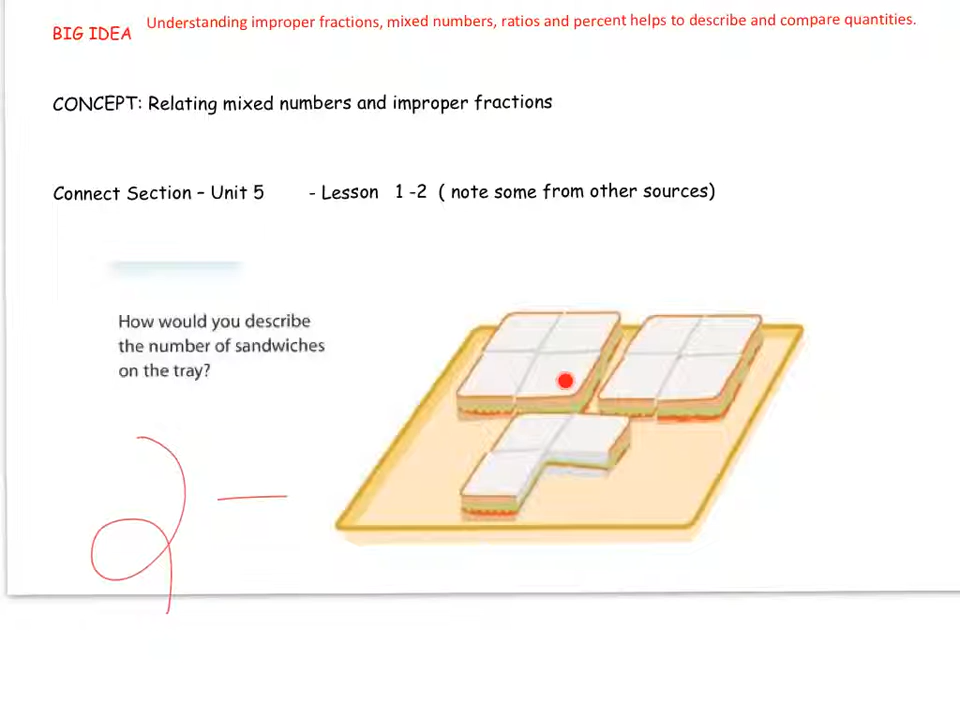 Understanding improper fractions, mixed numbers, ratios and percent helps to describe and compare quantities.
BIG IDEA
CONCEPT: Relating mixed numbers and improper fractions
Connect Section – Unit 5 - Lesson 1 -2 ( note some from other sources)
How would you describe
the number of sandwiches
on the tray?
2 —